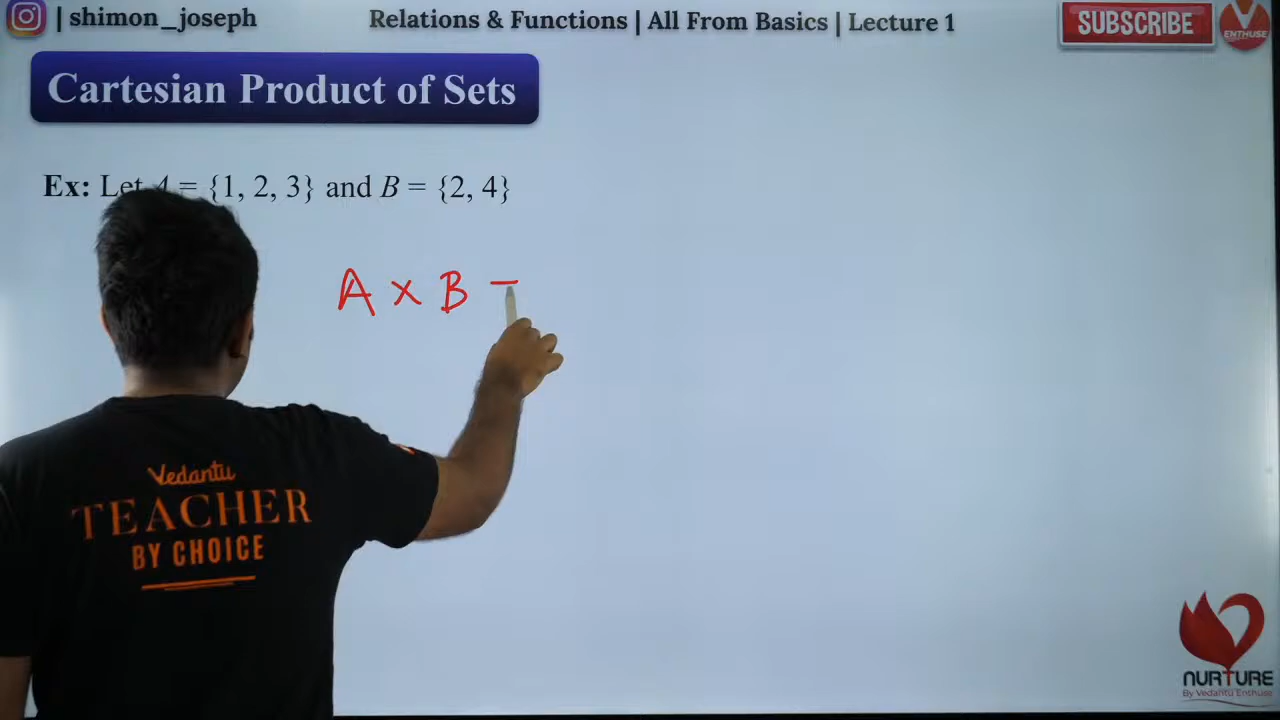 | shimon_joseph
Relations & Functions | All From Basics | Lecture 1
SUBSCRIBE
ENTHUSE
Cartesian Product of Sets
Ex: Let A = {1, 2, 3} and B = {2, 4}
A × B =
Vedantu
TEACHER
BY CHOICE
NURTURE
By Vedantu Enthuse